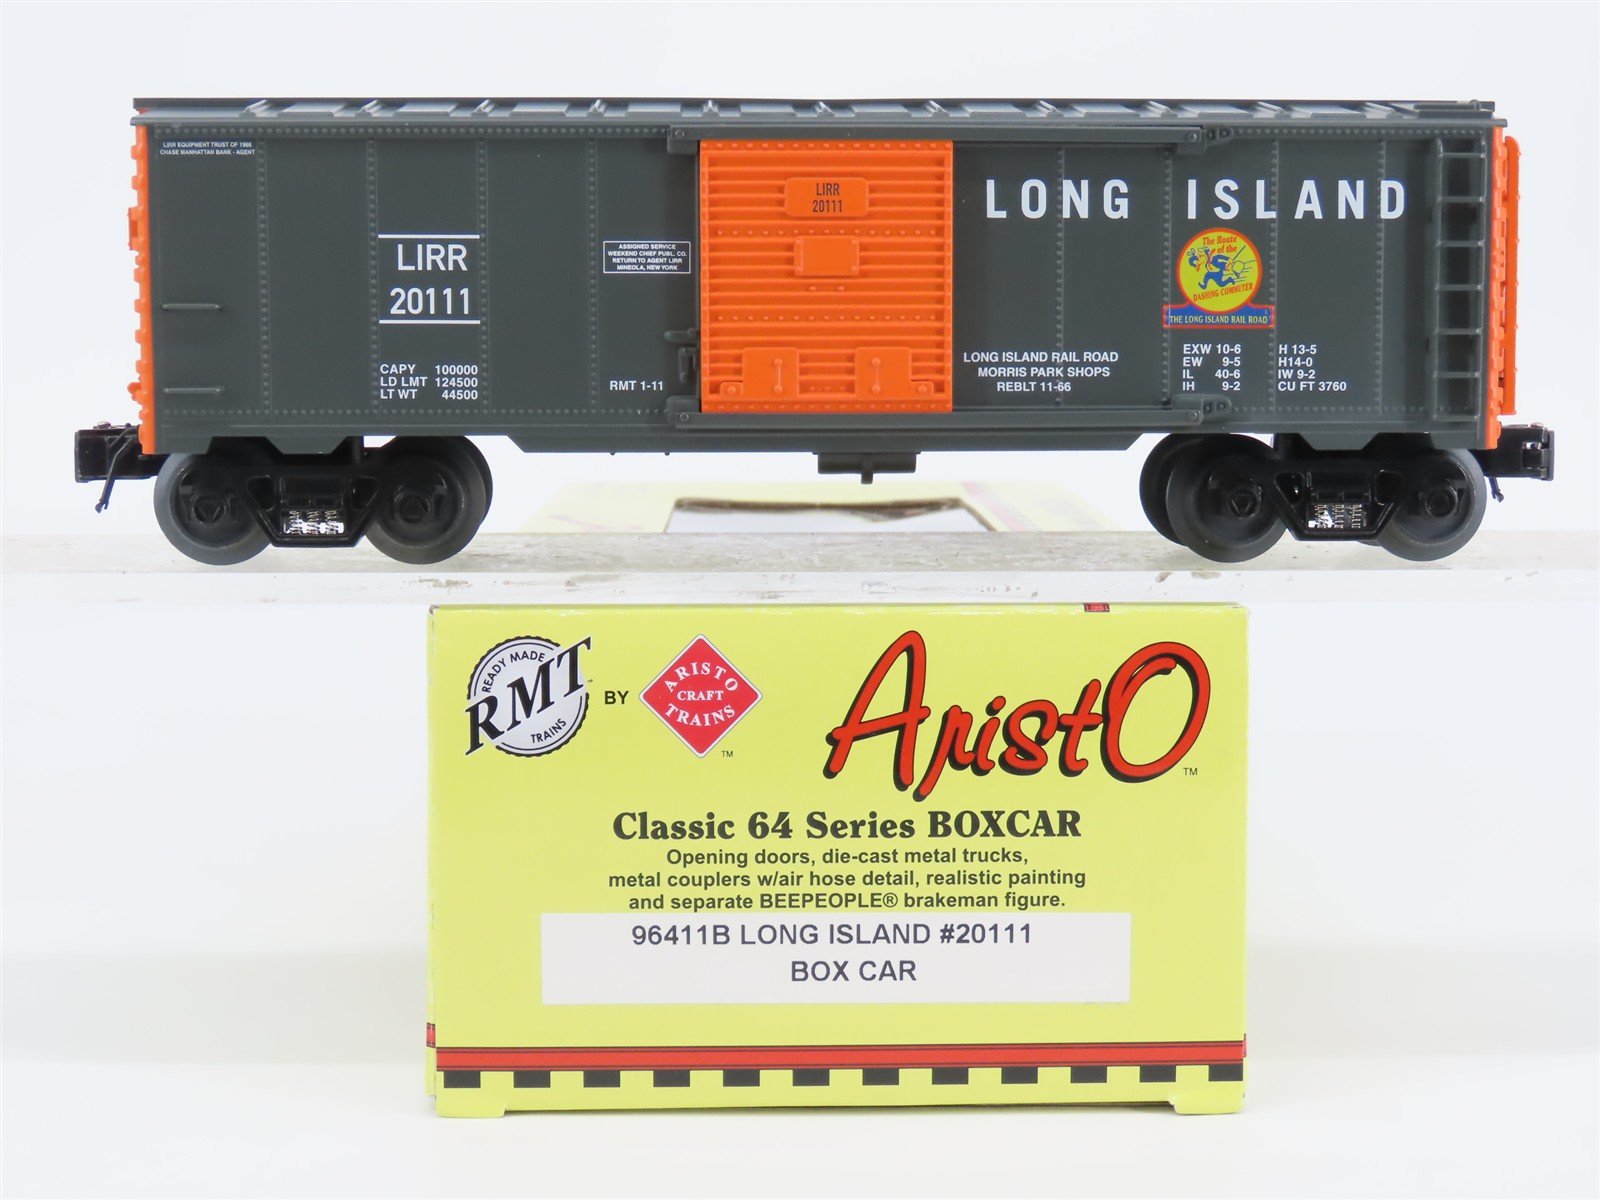 LIRR EQUIPMENT TRUST OF 1966
CHASE MANHATTAN BANK - AGENT
LIRR
20111
CAPY 100000
LD LMT 124500
LT WT 44500
ASSIGNED SERVICE
WEEKEND CHIEF PUBL. CO.
RETURN TO AGENT LIRR
MINEOLA, NEW YORK
RMT 1-11
LIRR
20111
LONG ISLAND
The Route
of the
DASHING COMMUTER
THE LONG ISLAND RAIL ROAD
LONG ISLAND RAIL ROAD
MORRIS PARK SHOPS
REBLT 11-66
EXW 10-6 H 13-5
EW 9-5 H14-0
IL 40-6 IW 9-2
IH 9-2 CU FT 3760
READY MADE
RMT
TRAINS
BY
ARISTO
CRAFT
TRAINS
TM
AristO
TM
Classic 64 Series BOXCAR
Opening doors, die-cast metal trucks,
metal couplers w/air hose detail, realistic painting
and separate BEEPEOPLE® brakeman figure.
96411B LONG ISLAND #20111
BOX CAR